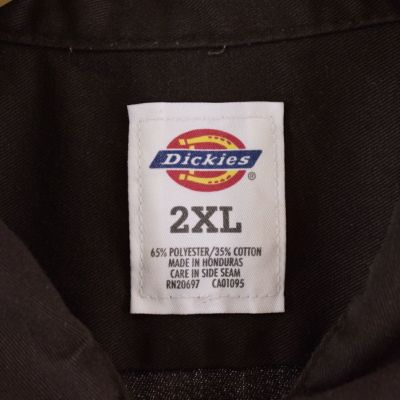 Dickies
®
2XL
65% POLYESTER/35% COTTON
MADE IN HONDURAS
CARE IN SIDE SEAM
RN20697 CA01095